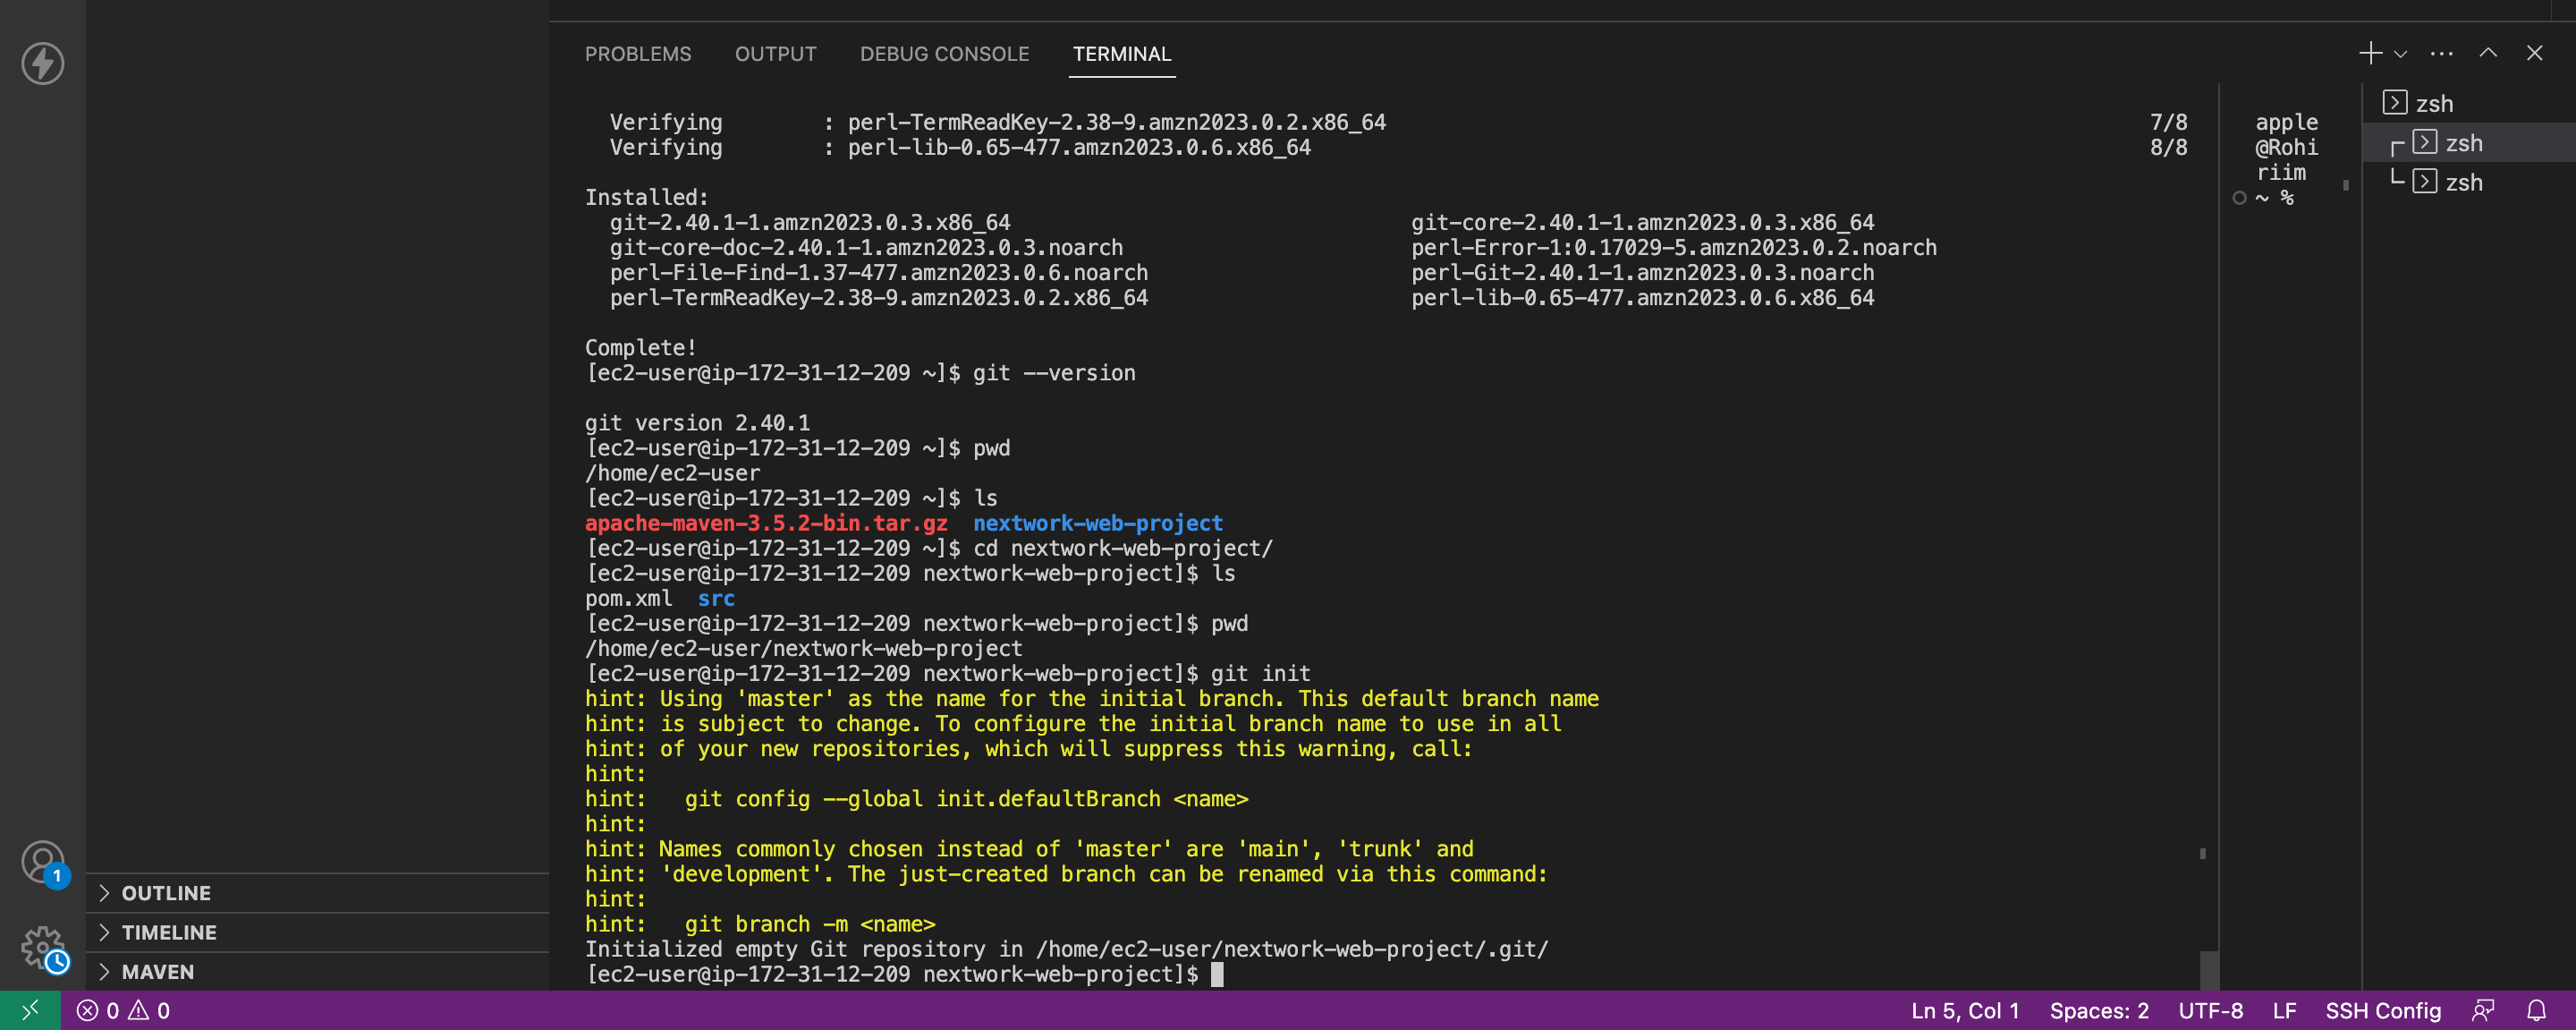 PROBLEMS OUTPUT DEBUG CONSOLE TERMINAL
Verifying : perl-TermReadKey-2.38-9.amzn2023.0.2.x86_64 7/8
Verifying : perl-lib-0.65-477.amzn2023.0.6.x86_64 8/8
Installed:
git-2.40.1-1.amzn2023.0.3.x86_64 git-core-2.40.1-1.amzn2023.0.3.x86_64
git-core-doc-2.40.1-1.amzn2023.0.3.noarch perl-Error-1:0.17029-5.amzn2023.0.2.noarch
perl-File-Find-1.37-477.amzn2023.0.6.noarch perl-Git-2.40.1-1.amzn2023.0.3.noarch
perl-TermReadKey-2.38-9.amzn2023.0.2.x86_64 perl-lib-0.65-477.amzn2023.0.6.x86_64
Complete!
[ec2-user@ip-172-31-12-209 ~]$ git --version
git version 2.40.1
[ec2-user@ip-172-31-12-209 ~]$ pwd
/home/ec2-user
[ec2-user@ip-172-31-12-209 ~]$ ls
apache-maven-3.5.2-bin.tar.gz nextwork-web-project
[ec2-user@ip-172-31-12-209 ~]$ cd nextwork-web-project/
[ec2-user@ip-172-31-12-209 nextwork-web-project]$ ls
pom.xml src
[ec2-user@ip-172-31-12-209 nextwork-web-project]$ pwd
/home/ec2-user/nextwork-web-project
[ec2-user@ip-172-31-12-209 nextwork-web-project]$ git init
hint: Using 'master' as the name for the initial branch. This default branch name
hint: is subject to change. To configure the initial branch name to use in all
hint: of your new repositories, which will suppress this warning, call:
hint:
hint: git config --global init.defaultBranch <name>
hint:
hint: Names commonly chosen instead of 'master' are 'main', 'trunk' and
hint: 'development'. The just-created branch can be renamed via this command:
hint:
hint: git branch -m <name>
Initialized empty Git repository in /home/ec2-user/nextwork-web-project/.git/
[ec2-user@ip-172-31-12-209 nextwork-web-project]$
apple
@Rohi
riim
~ %
zsh
zsh
zsh
1
OUTLINE
TIMELINE
MAVEN
0 0
Ln 5, Col 1 Spaces: 2 UTF-8 LF SSH Config